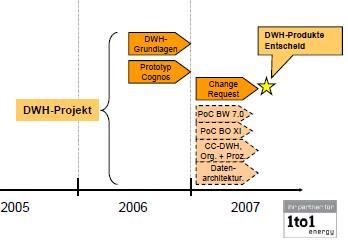 DWH-Produkte
Entscheid
DWH-
Grundlagen
Prototyp
Cognos
Change
Request
DWH-Projekt
PoC BW 7.0
PoC BO XI
CC-DWH,
Org. + Proz.
Daten-
architektur.
2005
2006
2007
ihr partner für
1to1
energy